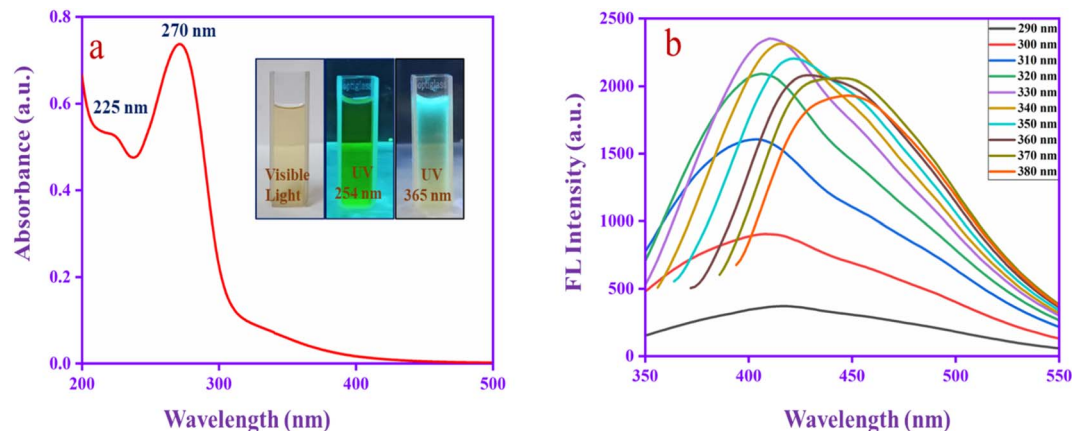 a
270 nm
225 nm
Visible
Light
UV
254 nm
UV
365 nm
Absorbance (a.u.)
0.8
0.6
0.4
0.2
0.0
200
300
400
500
Wavelength (nm)
b
290 nm
300 nm
310 nm
320 nm
330 nm
340 nm
350 nm
360 nm
370 nm
380 nm
FL Intensity (a.u.)
2500
2000
1500
1000
500
0
350
400
450
500
550
Wavelength (nm)